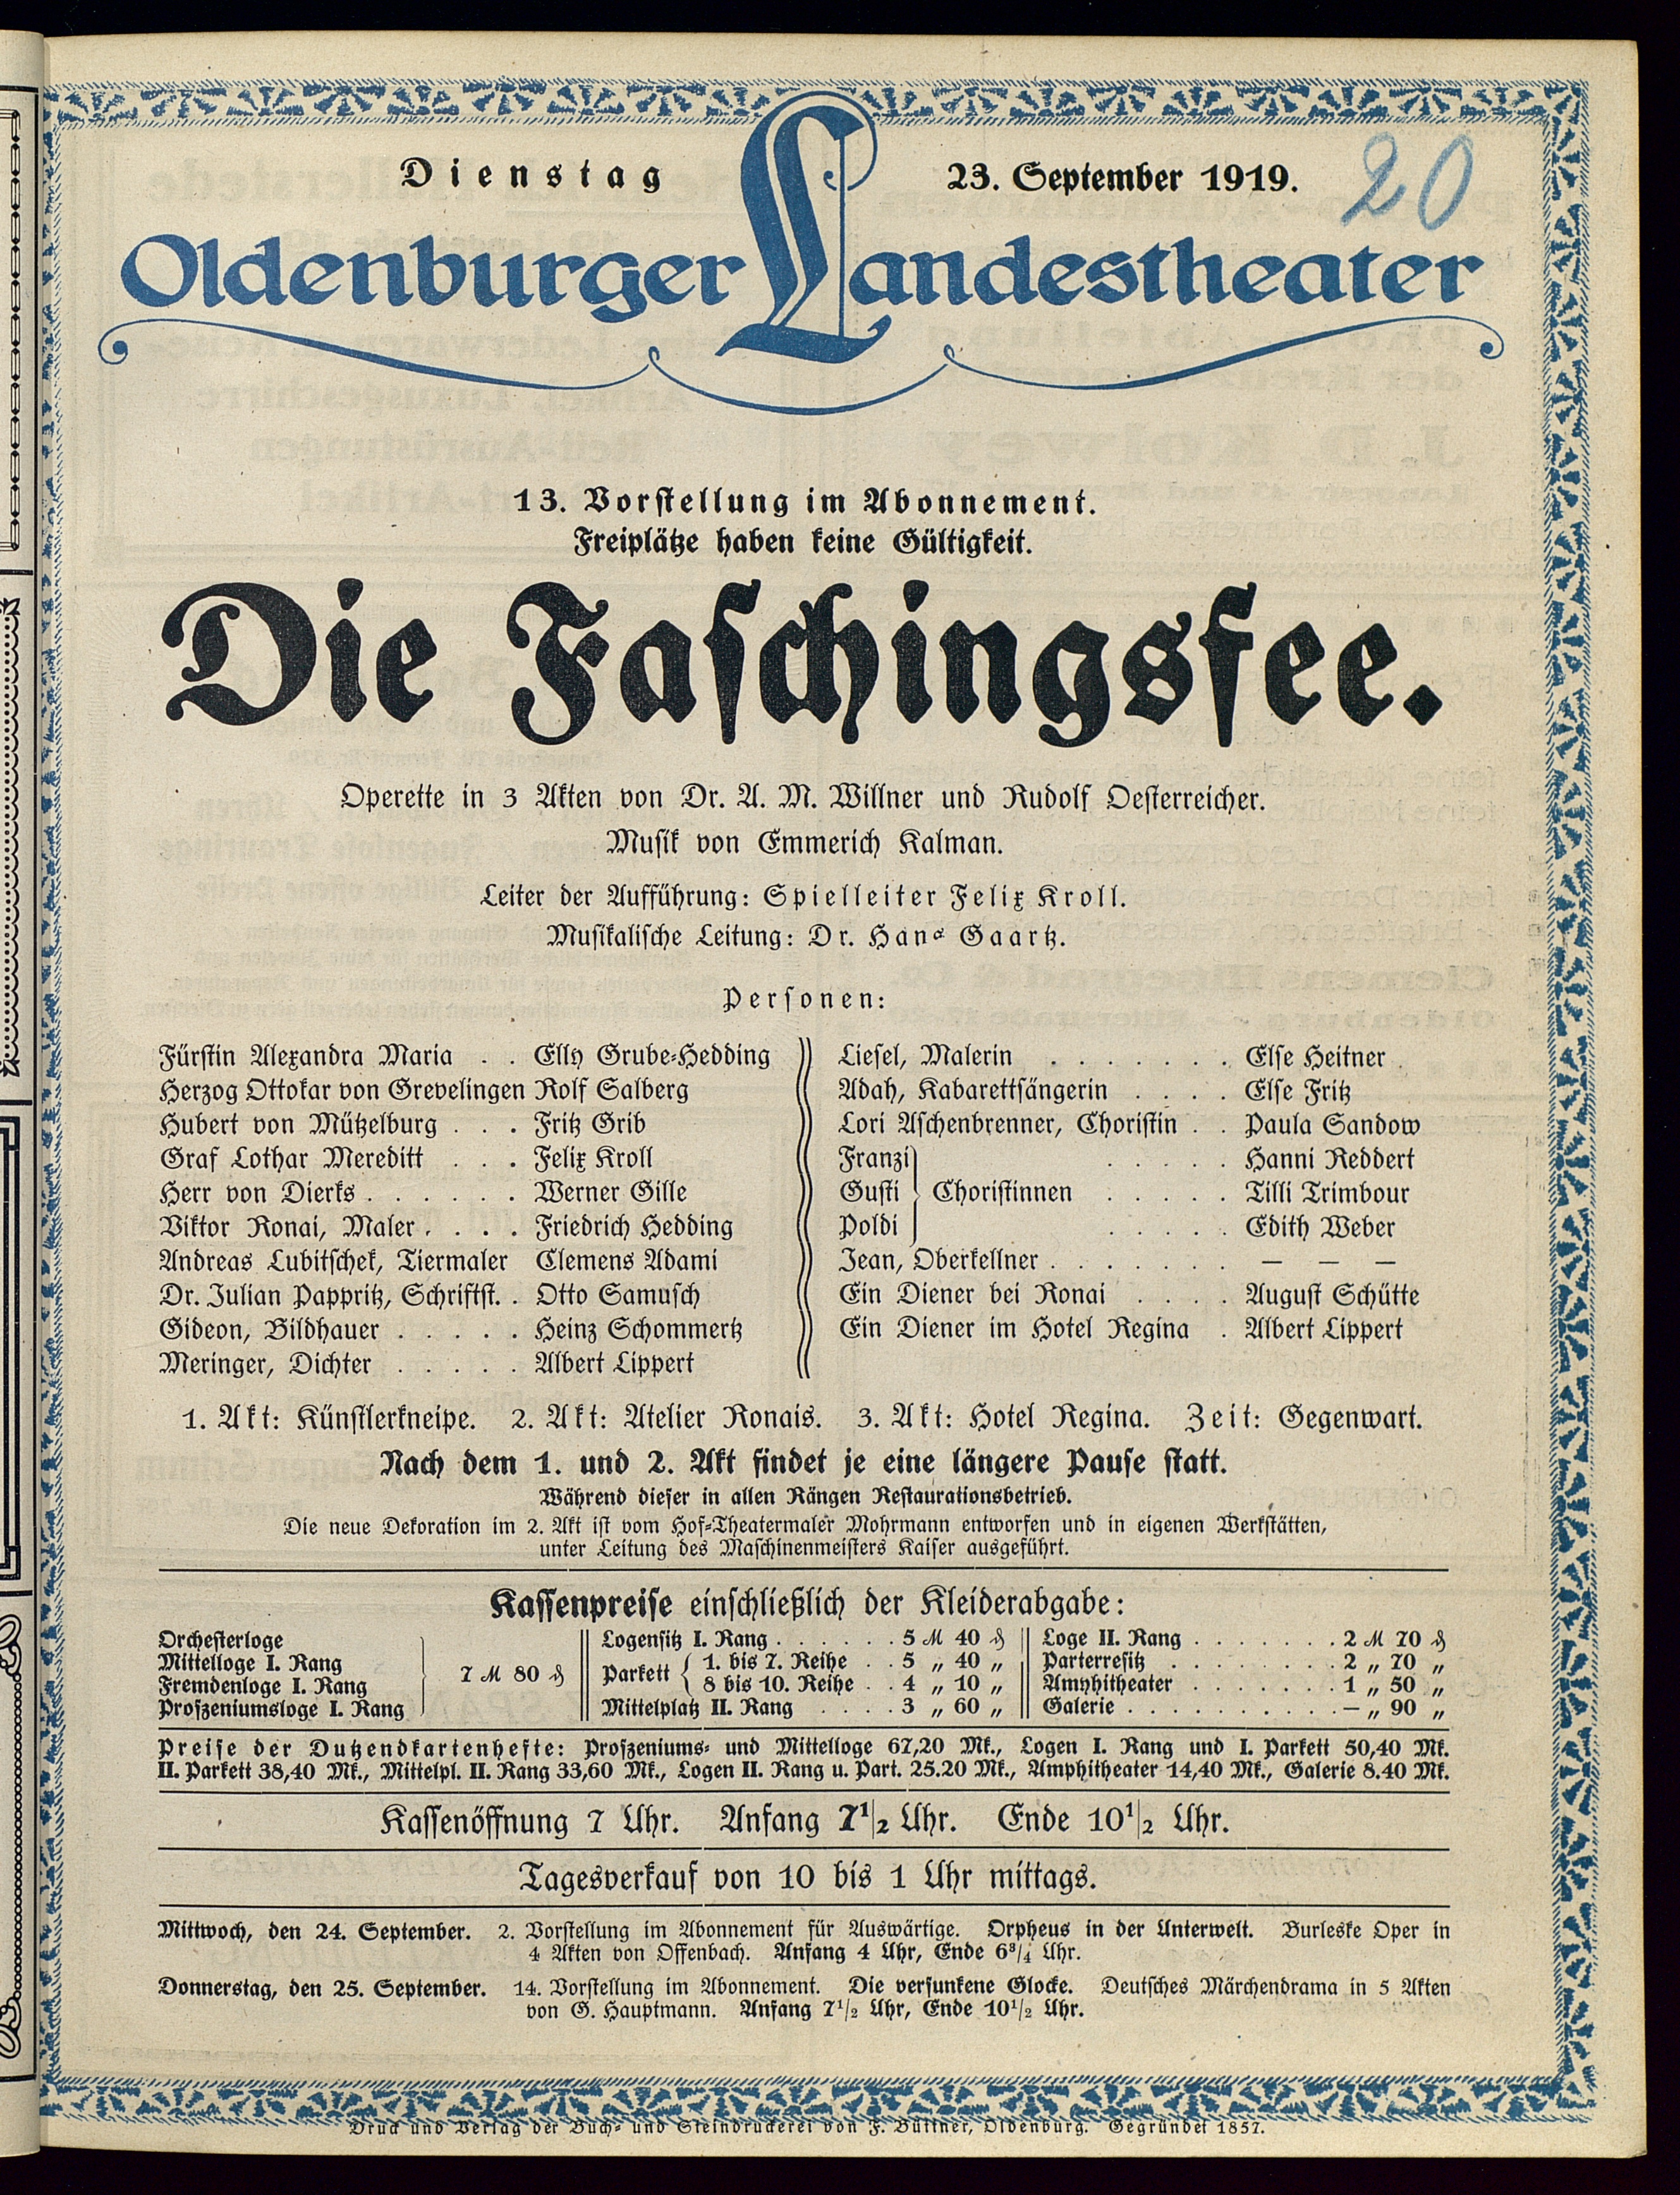 Dienstag 23. September 1919.
20
Oldenburger Landestheater
13. Vorstellung im Abonnement.
Freiplätze haben keine Gültigkeit.
Die Faschingsfee.
Operette in 3 Akten von Dr. A. M. Willner und Rudolf Oesterreicher.
Musik von Emmerich Kalman.
Leiter der Aufführung: Spielleiter Felix Kroll.
Musikalische Leitung: Dr. Hans Gaartz.
Personen:
Fürstin Alexandra Maria . . Elly Grube-Hedding
Herzog Ottokar von Grevelingen Rolf Salberg
Hubert von Mützelburg . . . Fritz Grib
Graf Lothar Mereditt . . . Felix Kroll
Herr von Dierks . . . . . . Werner Gille
Viktor Ronai, Maler . . . . Friedrich Hedding
Andreas Lubitschek, Tiermaler Clemens Adami
Dr. Julian Pappritz, Schriftst. . Otto Samusch
Gideon, Bildhauer . . . . . Heinz Schommertz
Meringer, Dichter . . . . . Albert Lippert
Liesel, Malerin . . . . . . . Else Heitner
Adah, Kabarettsängerin . . . . Else Fritz
Lori Aschenbrenner, Choristin . . Paula Sandow
Franzi . . . . . Hanni Reddert
Gusti } Choristinnen . . . . . Tilli Trimbour
Poldi . . . . . Edith Weber
Jean, Oberkellner . . . . . . . — — —
Ein Diener bei Ronai . . . . August Schütte
Ein Diener im Hotel Regina . Albert Lippert
1. Akt: Künstlerkneipe. 2. Akt: Atelier Ronais. 3. Akt: Hotel Regina. Zeit: Gegenwart.
Nach dem 1. und 2. Akt findet je eine längere Pause statt.
Während dieser in allen Rängen Restaurationsbetrieb.
Die neue Dekoration im 2. Akt ist vom Hof-Theatermaler Mohrmann entworfen und in eigenen Werkstätten,
unter Leitung des Maschinenmeisters Kaiser ausgeführt.
Kassenpreise einschließlich der Kleiderabgabe:
Orchesterloge
Mittelloge I. Rang
Fremdenloge I. Rang
Proszeniumsloge I. Rang
} 7 ℳ 80 ₰
Logensitz I. Rang . . . . . . 5 ℳ 40 ₰
Parkett { 1. bis 7. Reihe . . 5 „ 40 „
8 bis 10. Reihe . . 4 „ 10 „
Mittelplatz II. Rang . . . . 3 „ 60 „
Loge II. Rang . . . . . . . 2 ℳ 70 ₰
Parterresitz . . . . . . . . 2 „ 70 „
Amphitheater . . . . . . . 1 „ 50 „
Galerie . . . . . . . . . . — „ 90 „
Preise der Dutzendkartenhefte: Proszeniums- und Mittelloge 67,20 Mk., Logen I. Rang und I. Parkett 50,40 Mk.
II. Parkett 38,40 Mk., Mittelpl. II. Rang 33,60 Mk., Logen II. Rang u. Part. 25.20 Mk., Amphitheater 14,40 Mk., Galerie 8.40 Mk.
Kassenöffnung 7 Uhr. Anfang 7 1/2 Uhr. Ende 10 1/2 Uhr.
Tagesverkauf von 10 bis 1 Uhr mittags.
Mittwoch, den 24. September. 2. Vorstellung im Abonnement für Auswärtige. Orpheus in der Unterwelt. Burleske Oper in
4 Akten von Offenbach. Anfang 4 Uhr, Ende 6 3/4 Uhr.
Donnerstag, den 25. September. 14. Vorstellung im Abonnement. Die versunkene Glocke. Deutsches Märchendrama in 5 Akten
von G. Hauptmann. Anfang 7 1/2 Uhr, Ende 10 1/2 Uhr.
Druck und Verlag der Buch- und Steindruckerei von F. Büttner, Oldenburg. Gegründet 1857.